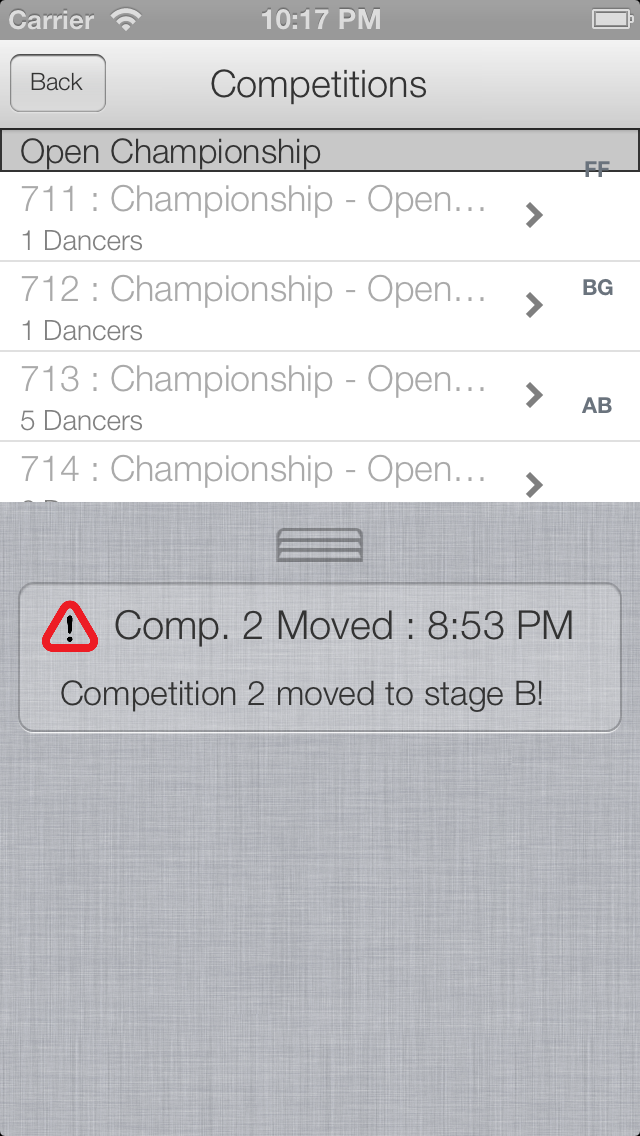 Carrier 10:17 PM
Back Competitions
Open Championship
FF
711 : Championship - Open…
1 Dancers
712 : Championship - Open…
BG
1 Dancers
713 : Championship - Open…
AB
5 Dancers
714 : Championship - Open…
Comp. 2 Moved : 8:53 PM
Competition 2 moved to stage B!